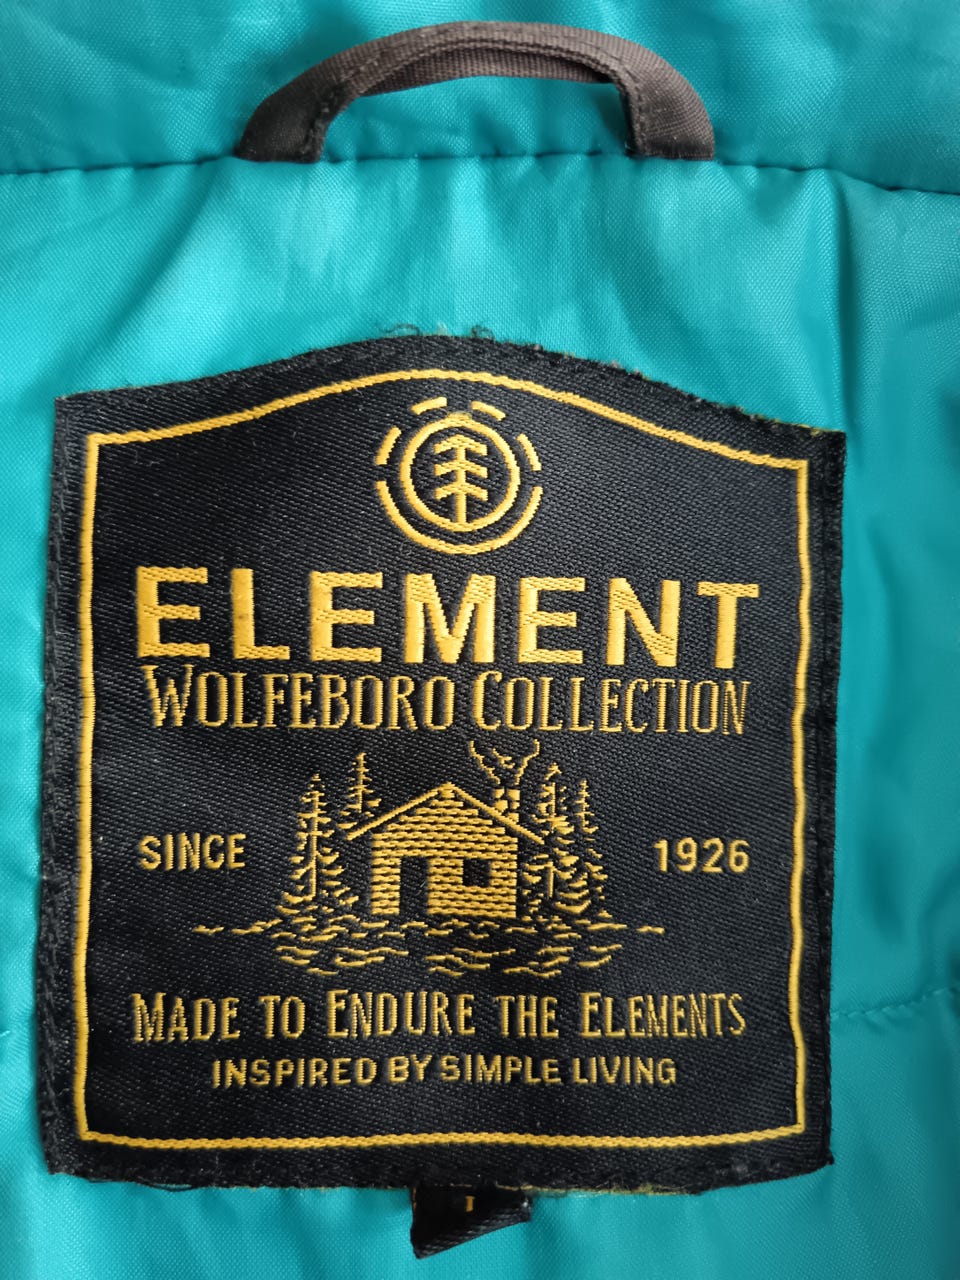 ELEMENT
WOLFEBORO COLLECTION
SINCE 1926
MADE TO ENDURE THE ELEMENTS
INSPIRED BY SIMPLE LIVING